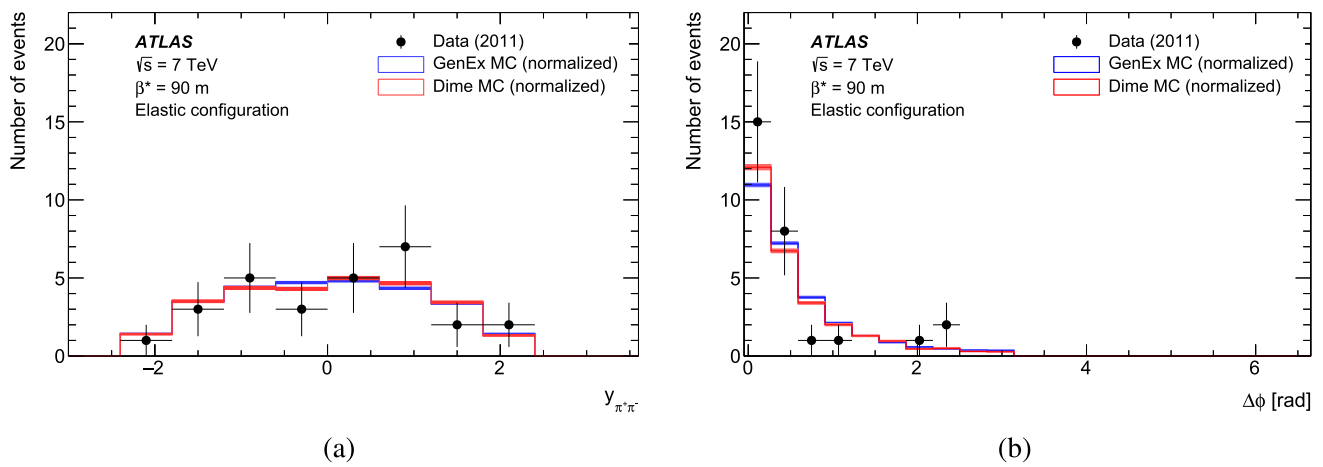 Number of events
20
15
10
5
0
ATLAS
√s = 7 TeV
β* = 90 m
Elastic configuration
Data (2011)
GenEx MC (normalized)
Dime MC (normalized)
−2 0 2
y π⁺π⁻
(a)
Number of events
20
15
10
5
0
ATLAS
√s = 7 TeV
β* = 90 m
Elastic configuration
Data (2011)
GenEx MC (normalized)
Dime MC (normalized)
0 2 4 6
Δϕ [rad]
(b)